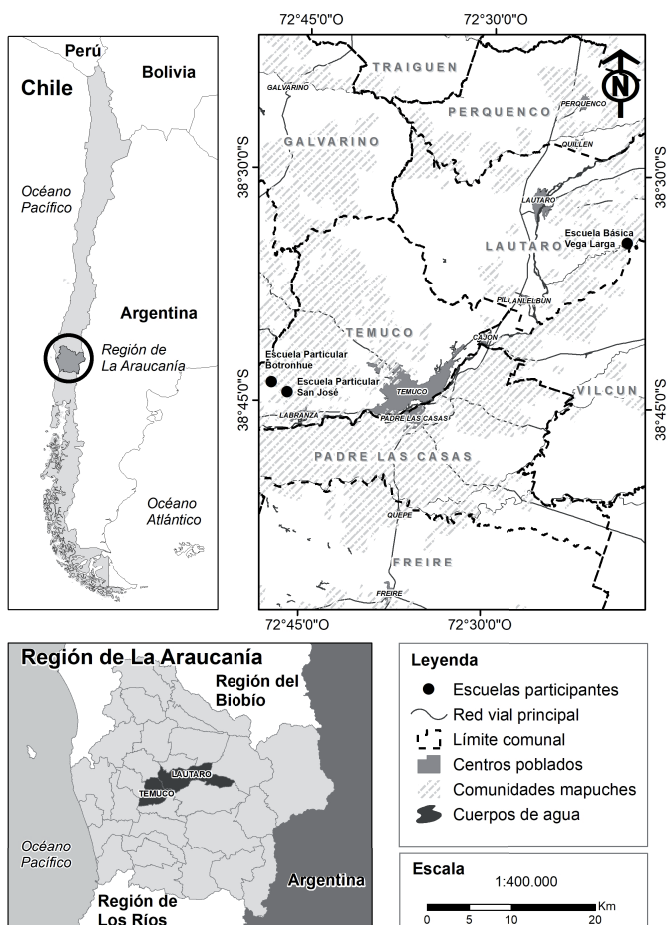 Perú
Chile
Bolivia
Océano
Pacífico
Argentina
Región de
La Araucanía
Océano
Atlántico
72°45'0"O
72°30'0"O
38°30'0"S
38°45'0"S
TRAIGUEN
GALVARINO
PERQUENCO
PERQUENCO
GALVARINO
QUILLEN
LAUTARO
Escuela Básica
Vega Larga
LAUTARO
PILLANLELBUN
TEMUCO
CAJON
Escuela Particular
Botronhue
Escuela Particular
San José
TEMUCO
VILCUN
LABRANZA
PADRE LAS CASAS
PADRE LAS CASAS
QUEPE
FREIRE
FREIRE
38°30'0"S
38°45'0"S
72°45'0"O
72°30'0"O
Región de La Araucanía
Región del
Biobío
LAUTARO
TEMUCO
Océano
Pacífico
Argentina
Región de
Los Ríos
Leyenda
Escuelas participantes
Red vial principal
Límite comunal
Centros poblados
Comunidades mapuches
Cuerpos de agua
Escala
1:400.000
Km
0 5 10 20
N